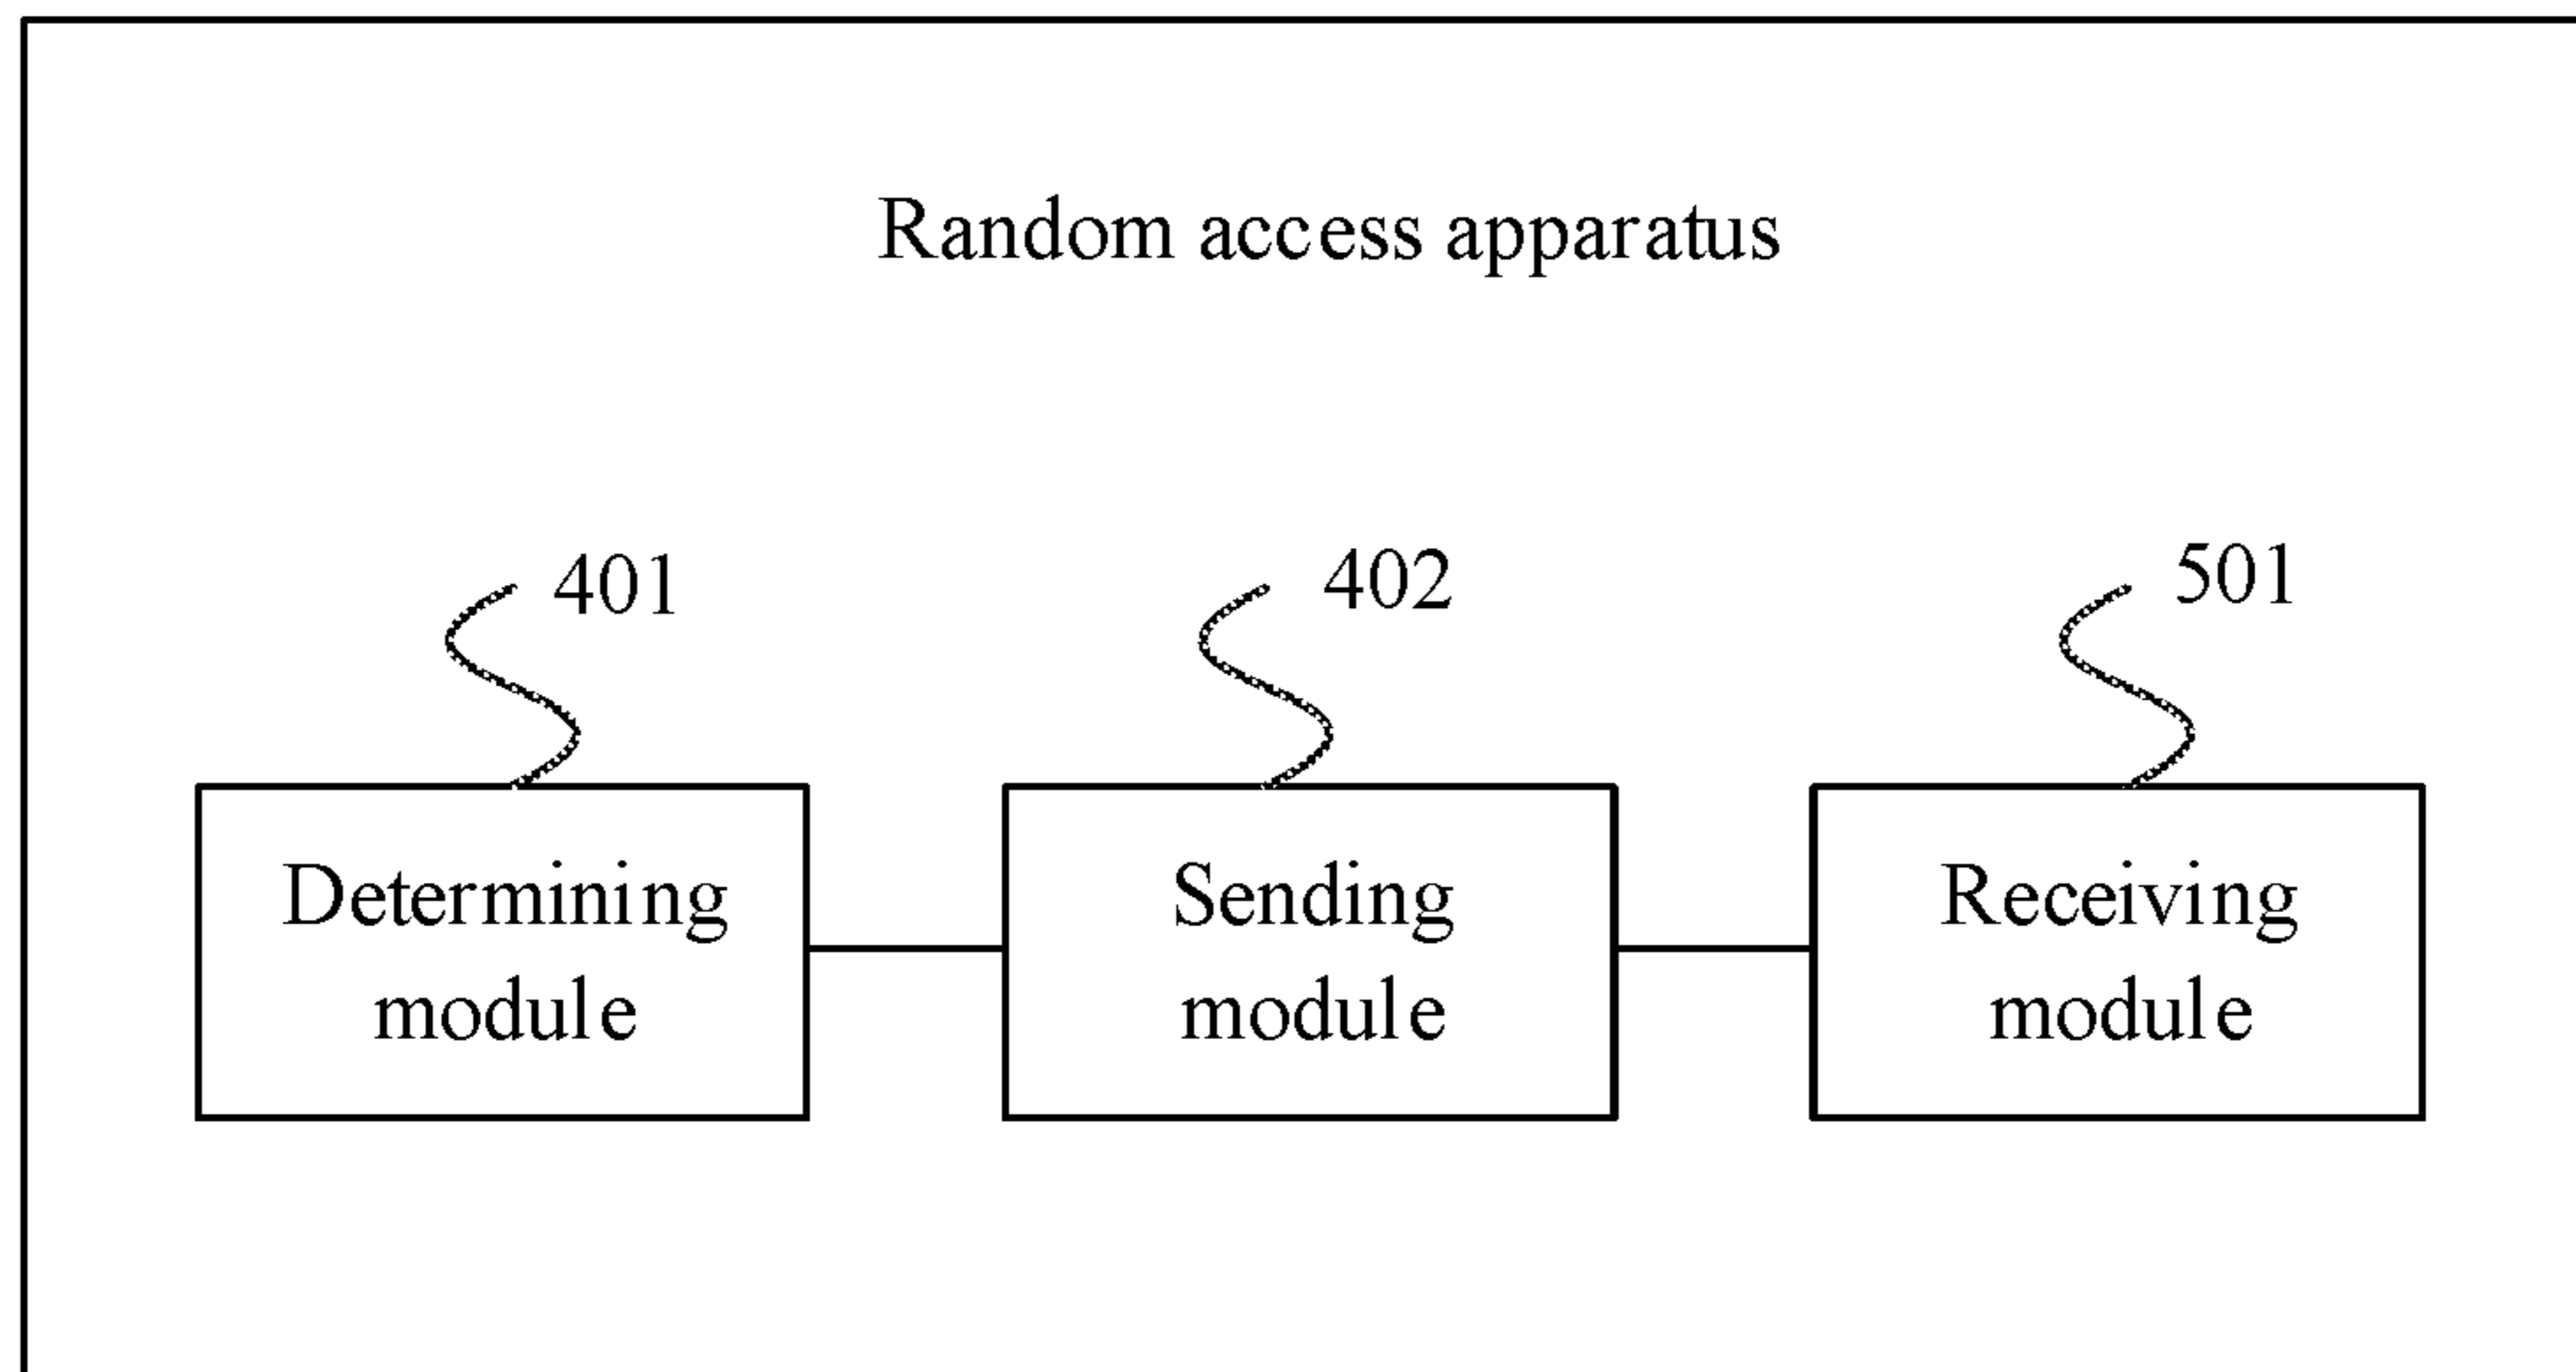 Random access apparatus
401
402
501
Determining
module
Sending
module
Receiving
module